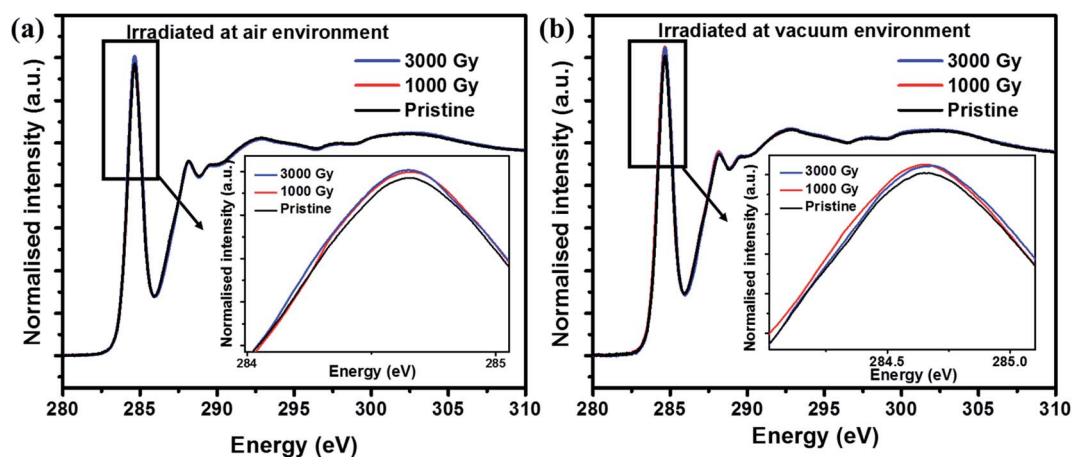 (a)
Irradiated at air environment
3000 Gy
1000 Gy
Pristine
Normalised intensity (a.u.)
3000 Gy
1000 Gy
Pristine
Normalised intensity (a.u.)
284
285
Energy (eV)
280
285
290
295
300
305
310
Energy (eV)
(b)
Irradiated at vacuum environment
3000 Gy
1000 Gy
Pristine
Normalised intensity (a.u.)
3000 Gy
1000 Gy
Pristine
Normalised intensity (a.u.)
284.5
285.0
Energy (eV)
280
285
290
295
300
305
310
Energy (eV)